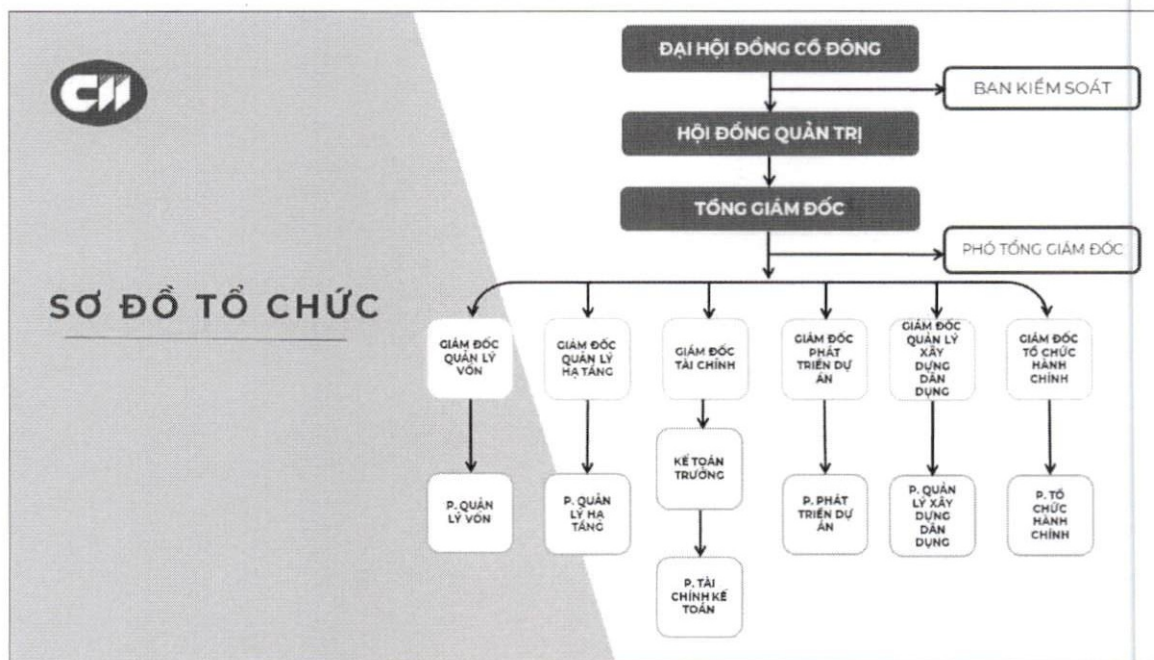 CII
SƠ ĐỒ TỔ CHỨC
ĐẠI HỘI ĐỒNG CỔ ĐÔNG
BAN KIỂM SOÁT
HỘI ĐỒNG QUẢN TRỊ
TỔNG GIÁM ĐỐC
PHÓ TỔNG GIÁM ĐỐC
GIÁM ĐỐC
QUẢN LÝ
VỐN
GIÁM ĐỐC
QUẢN LÝ
HẠ TẦNG
GIÁM ĐỐC
TÀI CHÍNH
GIÁM ĐỐC
PHÁT
TRIỂN DỰ
ÁN
GIÁM ĐỐC
QUẢN LÝ
XÂY
DỰNG
DÂN
DỤNG
GIÁM ĐỐC
TỔ CHỨC
HÀNH
CHÍNH
KẾ TOÁN
TRƯỞNG
P. QUẢN
LÝ VỐN
P. QUẢN
LÝ HẠ
TẦNG
P. PHÁT
TRIỂN DỰ
ÁN
P. QUẢN
LÝ XÂY
DỰNG
DÂN
DỤNG
P. TỔ
CHỨC
HÀNH
CHÍNH
P. TÀI
CHÍNH KẾ
TOÁN